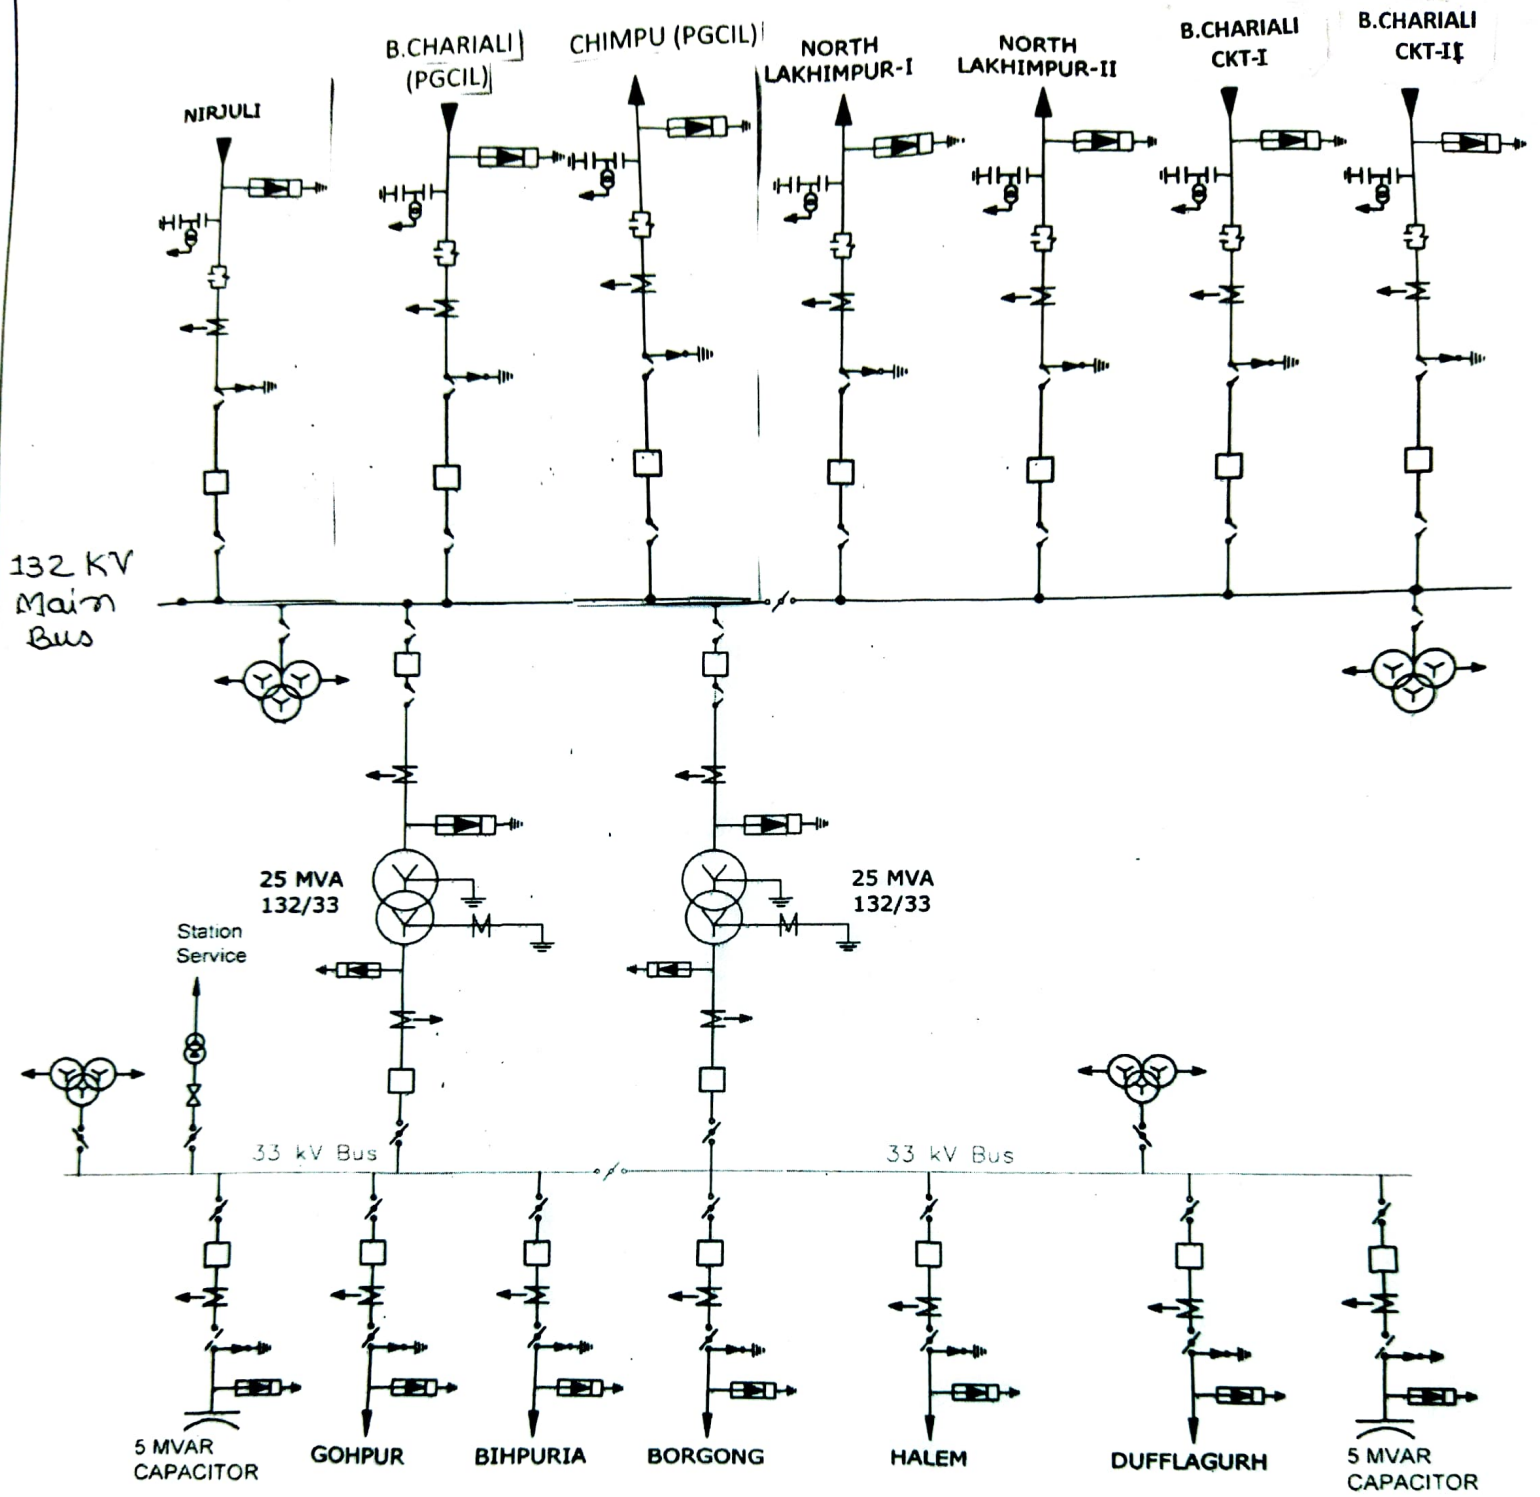 B.CHARIALI
(PGCIL)
CHIMPU (PGCIL)
NORTH
LAKHIMPUR-I
NORTH
LAKHIMPUR-II
B.CHARIALI
CKT-I
B.CHARIALI
CKT-II
NIRJULI
132 KV
Main
Bus
25 MVA
132/33
25 MVA
132/33
Station
Service
33 kV Bus
33 kV Bus
5 MVAR
CAPACITOR
GOHPUR
BIHPURIA
BORGONG
HALEM
DUFFLAGURH
5 MVAR
CAPACITOR